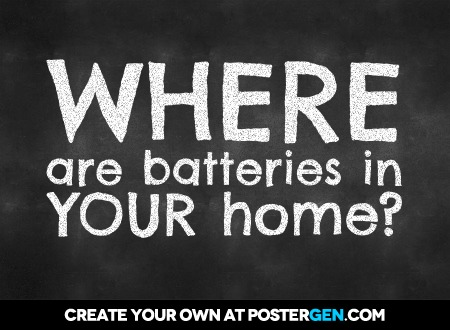 WHERE
are batteries in
YOUR home?
CREATE YOUR OWN AT POSTERGEN.COM